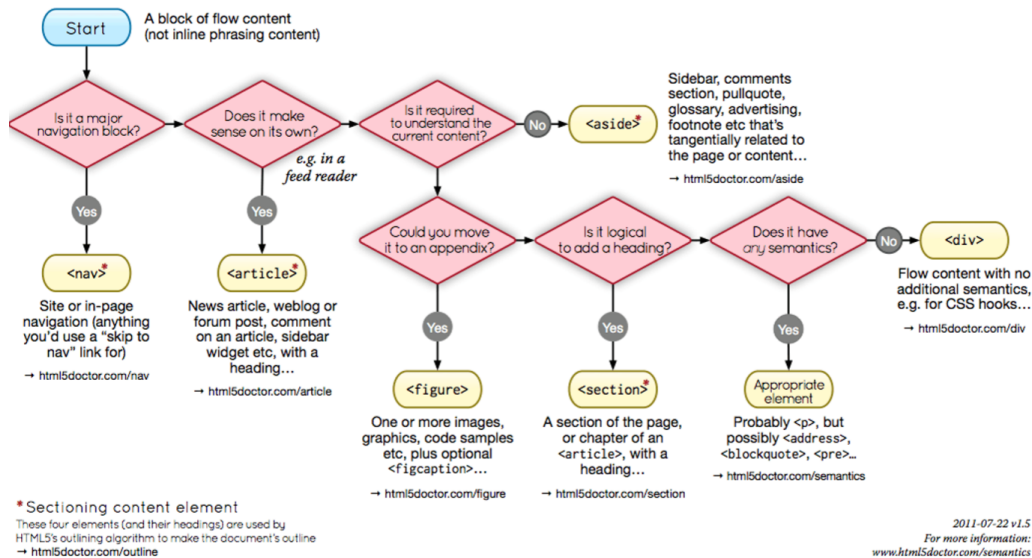 Start
A block of flow content
(not inline phrasing content)
Is it a major
navigation block?
Does it make
sense on its own?
e.g. in a
feed reader
Is it required
to understand the
current content?
No
<aside>*
Sidebar, comments
section, pullquote,
glossary, advertising,
footnote etc that's
tangentially related to
the page or content…
→ html5doctor.com/aside
Yes
<nav>*
Site or in-page
navigation (anything
you'd use a "skip to
nav" link for)
→ html5doctor.com/nav
Yes
<article>*
News article, weblog or
forum post, comment
on an article, sidebar
widget etc, with a
heading…
→ html5doctor.com/article
Could you move
it to an appendix?
Yes
<figure>
One or more images,
graphics, code samples
etc, plus optional
<figcaption>…
→ html5doctor.com/figure
Is it logical
to add a heading?
Yes
<section>*
A section of the page,
or chapter of an
<article>, with a
heading…
→ html5doctor.com/section
Does it have
any semantics?
Yes
Appropriate
element
Probably <p>, but
possibly <address>,
<blockquote>, <pre>…
→ html5doctor.com/semantics
No
<div>
Flow content with no
additional semantics,
e.g. for CSS hooks…
→ html5doctor.com/div
* Sectioning content element
These four elements (and their headings) are used by
HTML5's outlining algorithm to make the document's outline
→ html5doctor.com/outline
2011-07-22 v1.5
For more information:
www.html5doctor.com/semantics